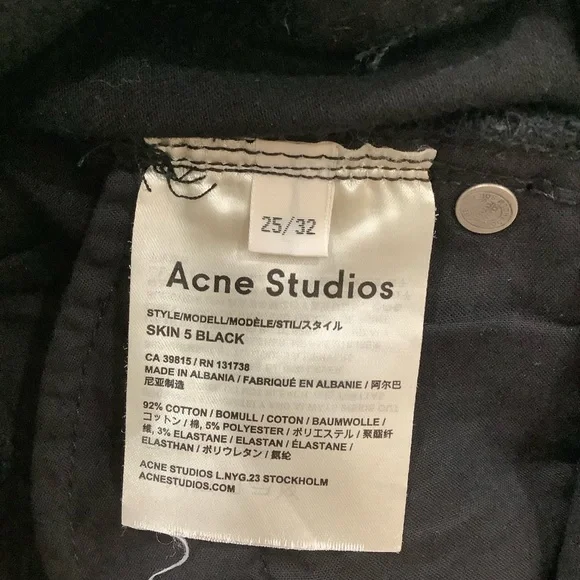 25/32
Acne Studios
STYLE/MODELL/MODÈLE/STIL/スタイル
SKIN 5 BLACK
CA 39815 / RN 131738
MADE IN ALBANIA / FABRIQUÉ EN ALBANIE / 阿尔巴
尼亚制造
92% COTTON / BOMULL / COTON / BAUMWOLLE /
コットン / 棉, 5% POLYESTER / ポリエステル / 聚酯纤
维, 3% ELASTANE / ELASTAN / ÉLASTANE /
ELASTHAN / ポリウレタン / 氨纶
ACNE STUDIOS L.NYG.23 STOCKHOLM
ACNESTUDIOS.COM